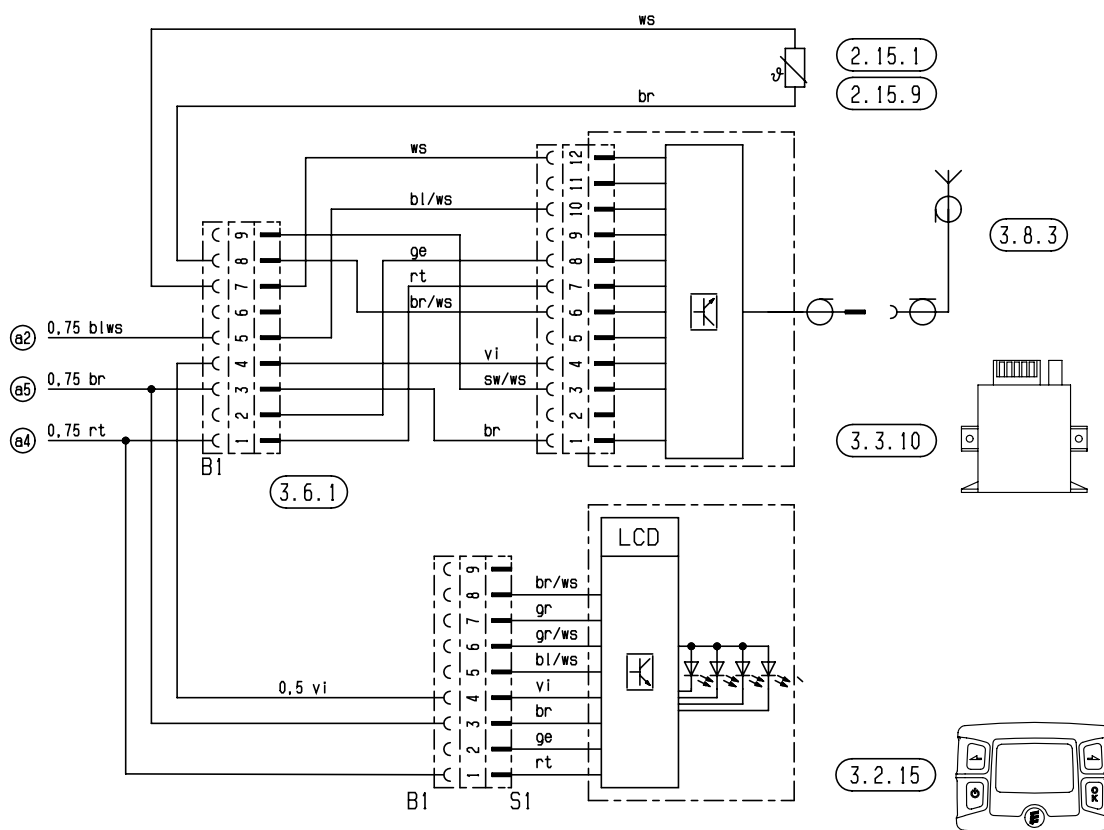 ws
2.15.1
ϑ
br
2.15.9
ws
12
11
bl/ws
10
3.8.3
9
9
8
ge
8
7
rt
7
6
br/ws
6
a2 0,75 blws
5
5
4
vi
4
a5 0,75 br
3
sw/ws
3
2
2
a4 0,75 rt
1
br
1
3.3.10
B1
3.6.1
LCD
9
8
br/ws
7
gr
6
gr/ws
5
bl/ws
0,5 vi
4
vi
3
br
2
ge
1
rt
3.2.15
B1
S1
OK